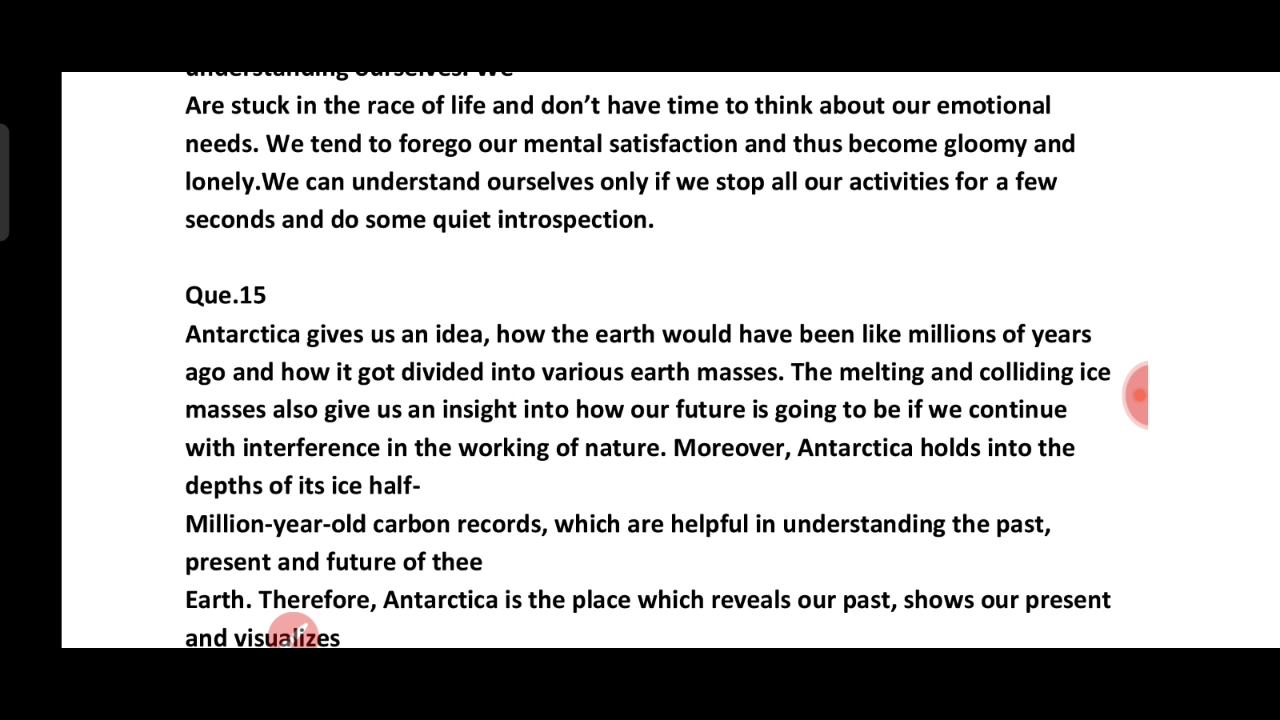 understanding ourselves. We
Are stuck in the race of life and don’t have time to think about our emotional
needs. We tend to forego our mental satisfaction and thus become gloomy and
lonely.We can understand ourselves only if we stop all our activities for a few
seconds and do some quiet introspection.
Que.15
Antarctica gives us an idea, how the earth would have been like millions of years
ago and how it got divided into various earth masses. The melting and colliding ice
masses also give us an insight into how our future is going to be if we continue
with interference in the working of nature. Moreover, Antarctica holds into the
depths of its ice half-
Million-year-old carbon records, which are helpful in understanding the past,
present and future of thee
Earth. Therefore, Antarctica is the place which reveals our past, shows our present
and visualizes